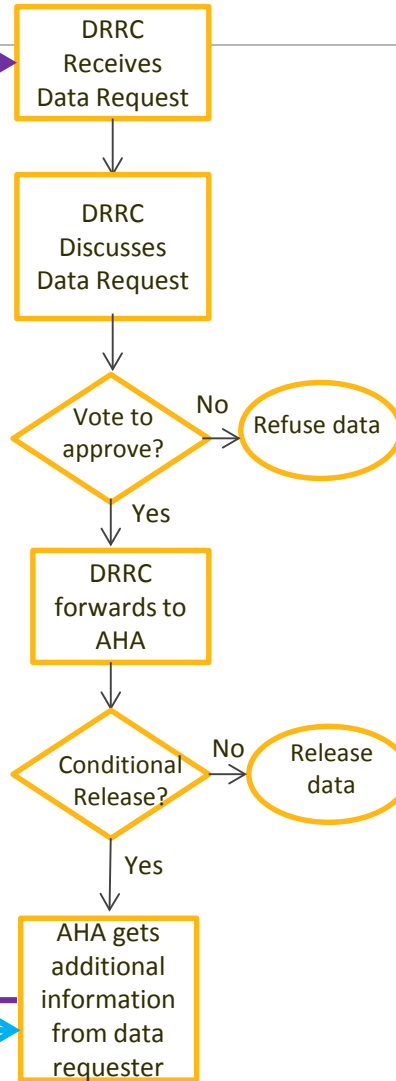 DRRC
Receives
Data Request
DRRC
Discusses
Data Request
Vote to
approve?
No
Refuse data
Yes
DRRC
forwards to
AHA
Conditional
Release?
No
Release
data
Yes
AHA gets
additional
information
from data
requester